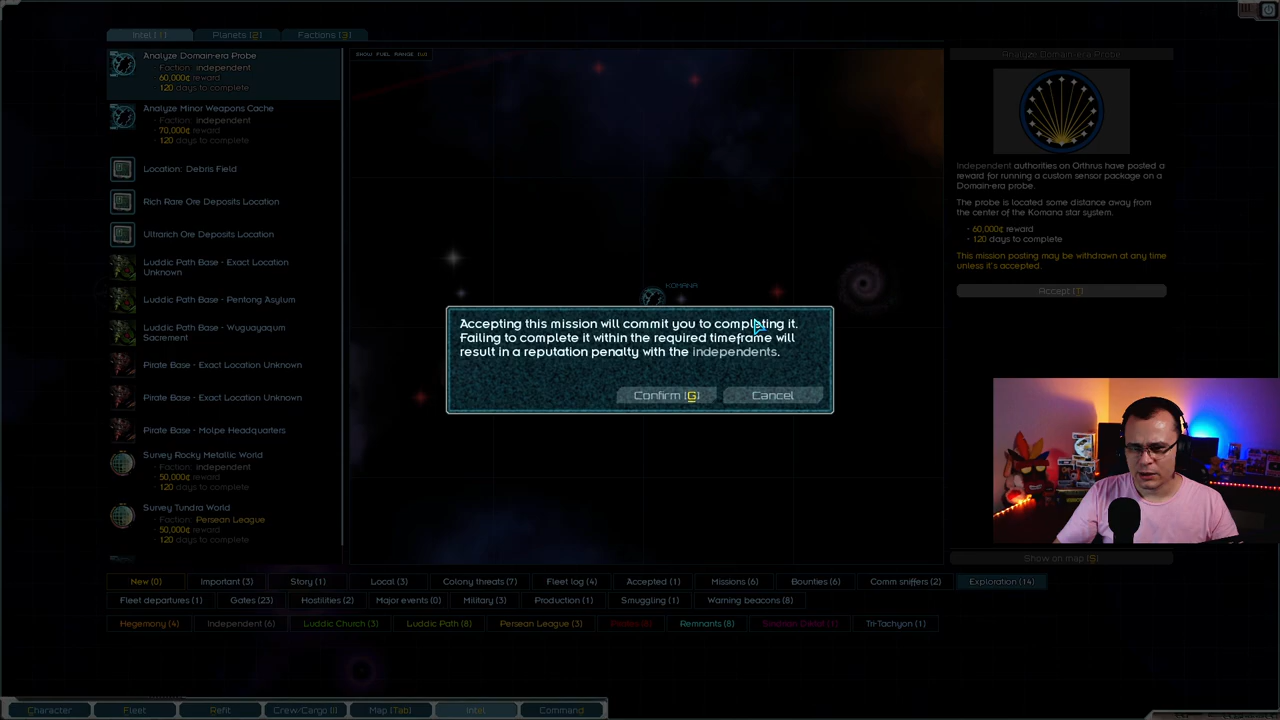 Intel [1]
Planets [2]
Factions [3]
Analyze Domain-era Probe
- Faction: Independent
- 60,000¢ reward
- 120 days to complete
Analyze Minor Weapons Cache
- Faction: Independent
- 70,000¢ reward
- 120 days to complete
Location: Debris Field
Rich Rare Ore Deposits Location
Ultrarich Ore Deposits Location
Luddic Path Base - Exact Location
Unknown
Luddic Path Base - Pentong Asylum
Luddic Path Base - Wuguayaqum
Sacrement
Pirate Base - Exact Location Unknown
Pirate Base - Exact Location Unknown
Pirate Base - Molpe Headquarters
Survey Rocky Metallic World
- Faction: Independent
- 50,000¢ reward
- 120 days to complete
Survey Tundra World
- Faction: Persean League
- 50,000¢ reward
- 120 days to complete
SHOW FUEL RANGE [W]
KOMANA
Accepting this mission will commit you to completing it.
Failing to complete it within the required timeframe will
result in a reputation penalty with the independents.
Confirm [G]
Cancel
Analyze Domain-era Probe
Independent authorities on Orthrus have posted a
reward for running a custom sensor package on a
Domain-era probe.
The probe is located some distance away from
the center of the Komana star system.
- 60,000¢ reward
- 120 days to complete
This mission posting may be withdrawn at any time
unless it's accepted.
Accept [T]
Show on map [S]
New (0)
Important (3)
Story (1)
Local (3)
Colony threats (7)
Fleet log (4)
Accepted (1)
Missions (6)
Bounties (6)
Comm sniffers (2)
Exploration (14)
Fleet departures (1)
Gates (23)
Hostilities (2)
Major events (0)
Military (3)
Production (1)
Smuggling (1)
Warning beacons (8)
Hegemony (4)
Independent (6)
Luddic Church (3)
Luddic Path (8)
Persean League (3)
Pirates (8)
Remnants (8)
Sindrian Diktat (1)
Tri-Tachyon (1)
Character
Fleet
Refit
Crew/Cargo [I]
Map [Tab]
Intel
Command